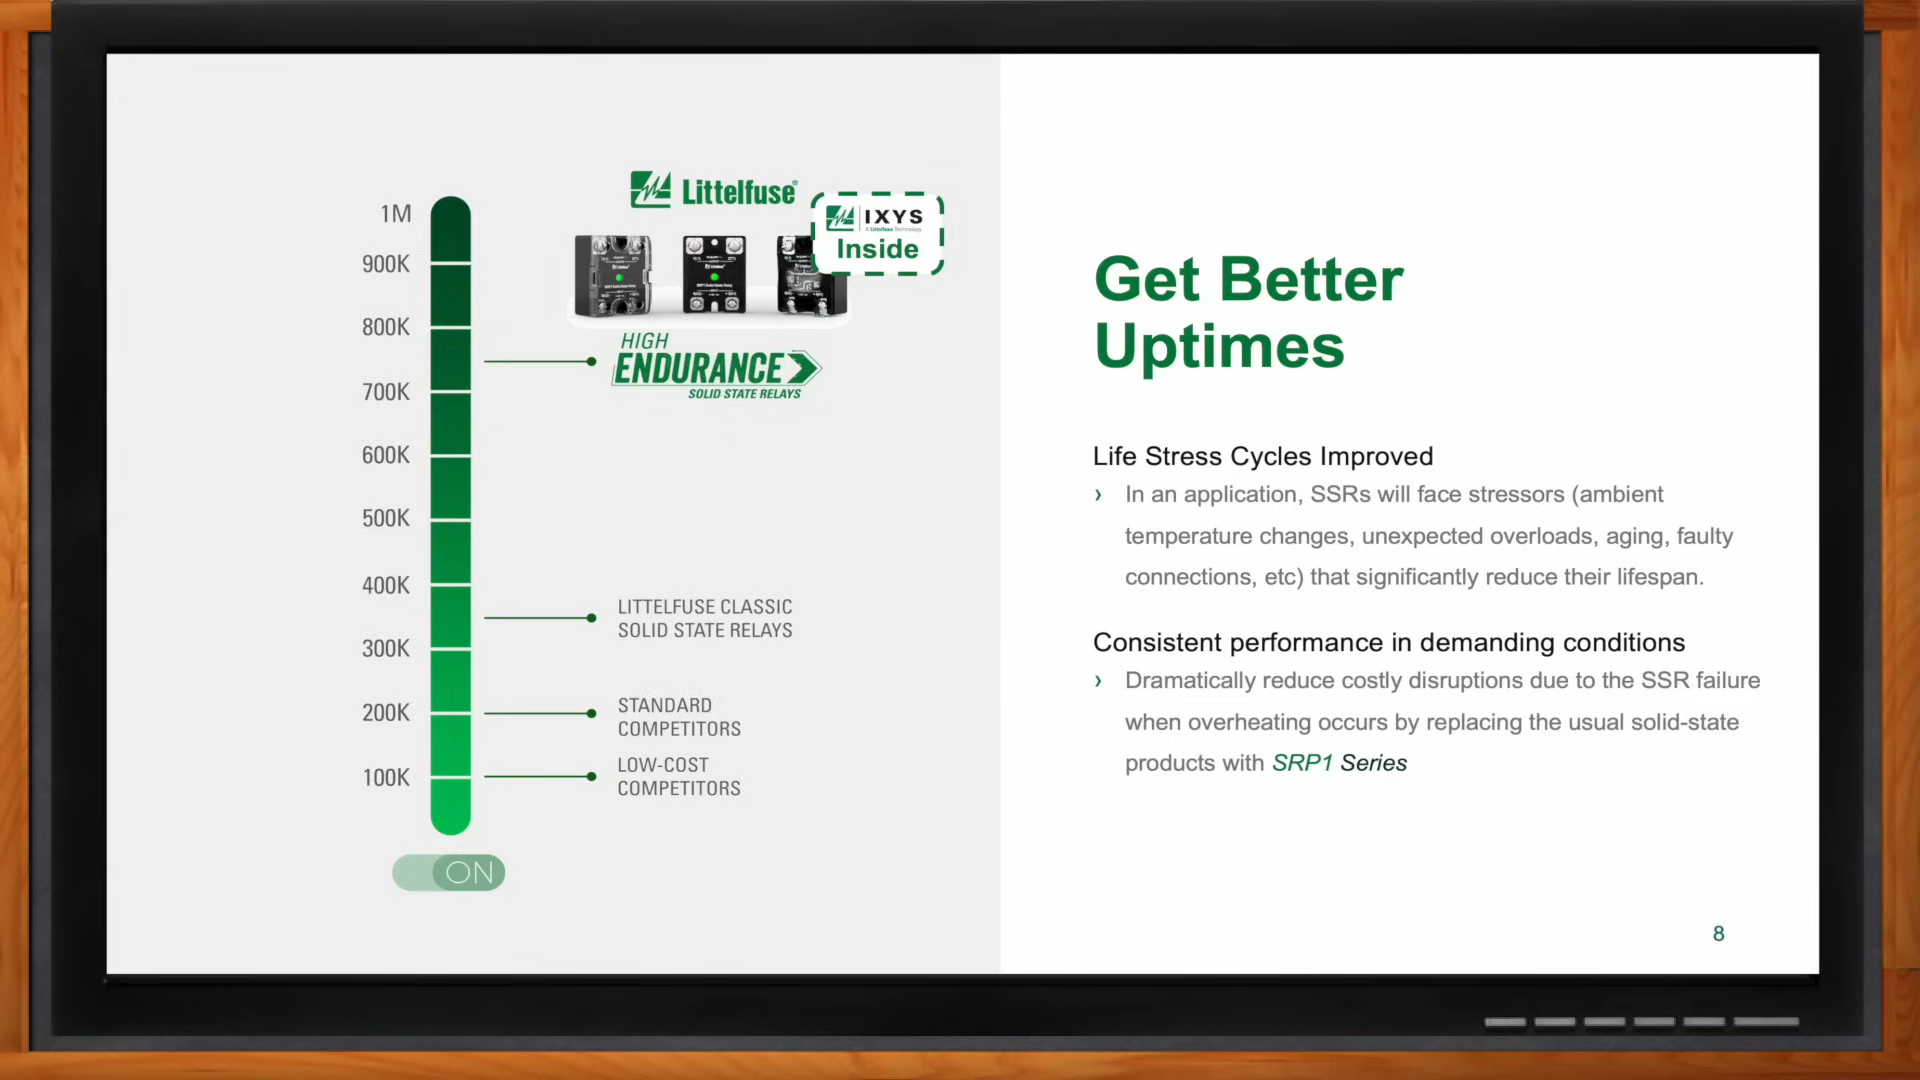 1M
900K
800K
700K
600K
500K
400K
300K
200K
100K
ON
Littelfuse®
IXYS
A Littelfuse Technology
Inside
HIGH
ENDURANCE
SOLID STATE RELAYS
LITTELFUSE CLASSIC
SOLID STATE RELAYS
STANDARD
COMPETITORS
LOW-COST
COMPETITORS
Get Better
Uptimes
Life Stress Cycles Improved
› In an application, SSRs will face stressors (ambient
temperature changes, unexpected overloads, aging, faulty
connections, etc) that significantly reduce their lifespan.
Consistent performance in demanding conditions
› Dramatically reduce costly disruptions due to the SSR failure
when overheating occurs by replacing the usual solid-state
products with SRP1 Series
8